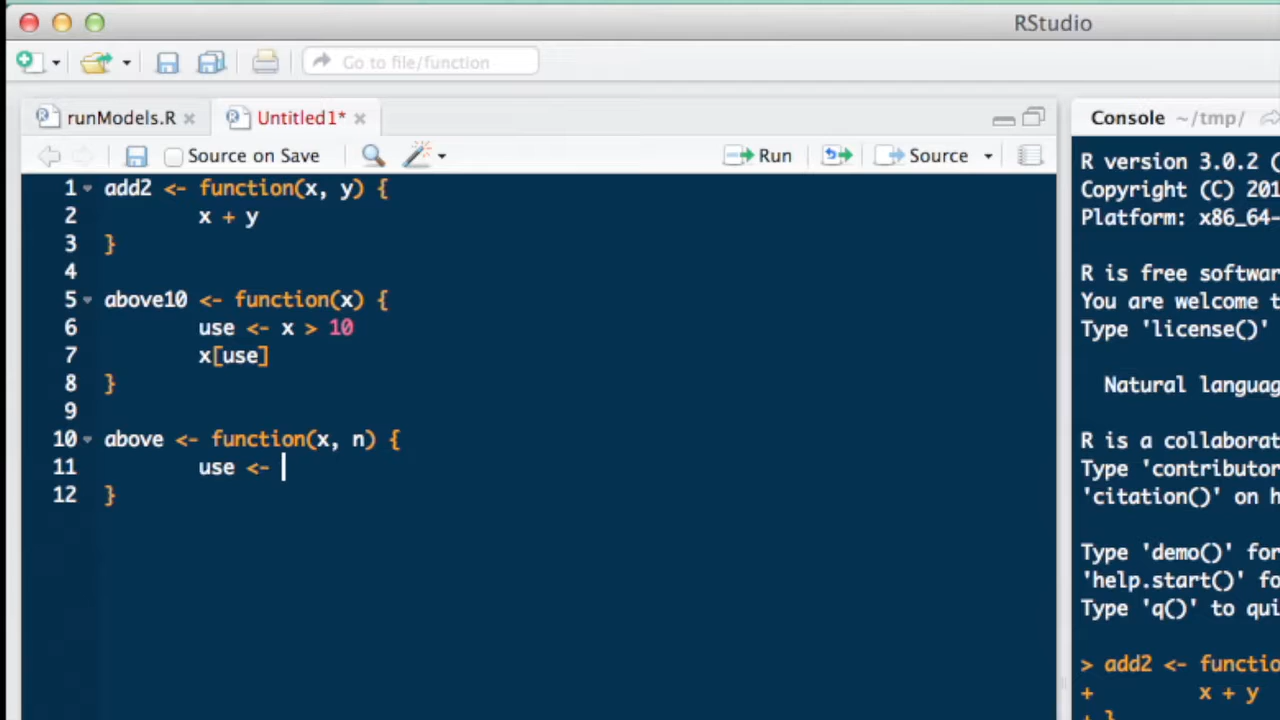 RStudio
Go to file/function
runModels.R
Untitled1*
Source on Save
Run
Source
1 add2 <- function(x, y) {
2 x + y
3 }
4
5 above10 <- function(x) {
6 use <- x > 10
7 x[use]
8 }
9
10 above <- function(x, n) {
11 use <-
12 }
Console ~/tmp/
R version 3.0.2 (
Copyright (C) 201
Platform: x86_64-
R is free softwar
You are welcome t
Type 'license()'
Natural languag
R is a collaborat
Type 'contributor
'citation()' on h
Type 'demo()' for
'help.start()' fo
Type 'q()' to qui
> add2 <- functio
+ x + y
+ }